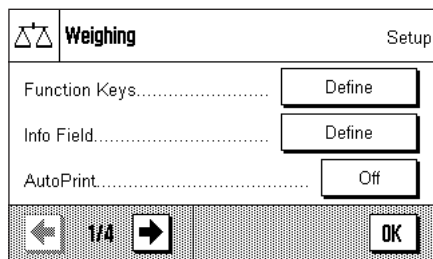 Weighing Setup
Function Keys........................ Define
Info Field................................ Define
AutoPrint...................................... Off
1/4 OK